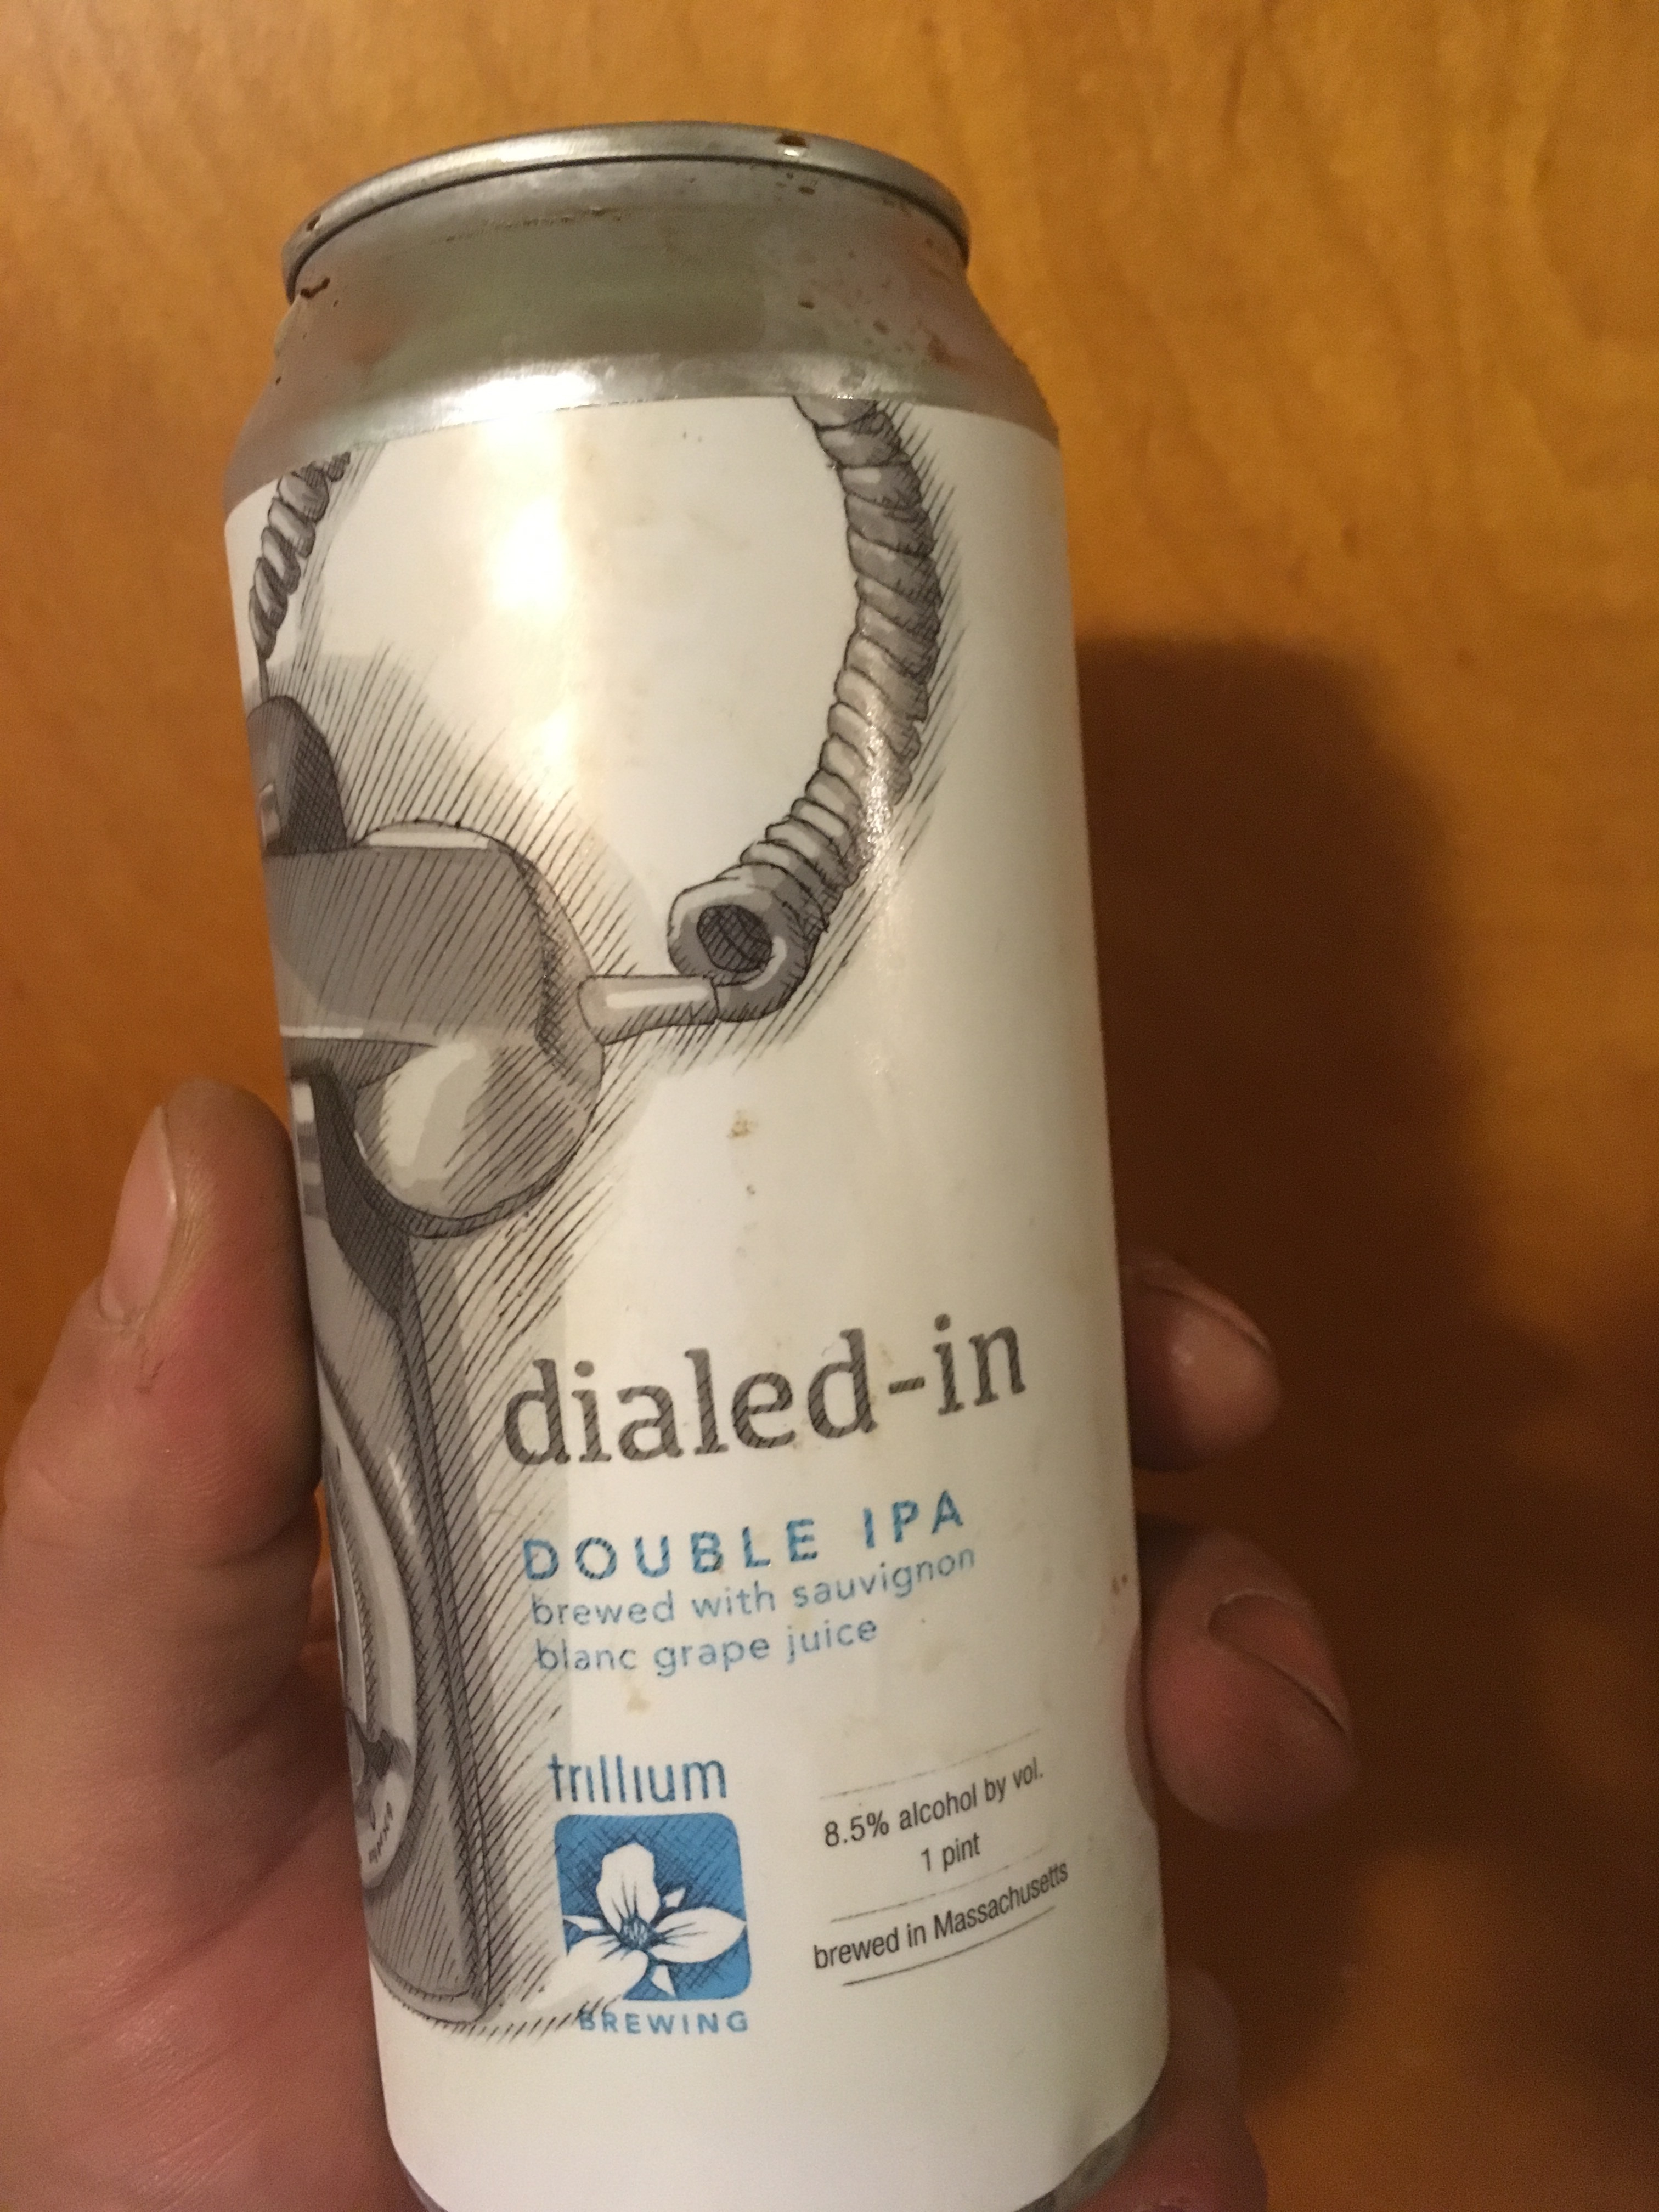 dialed-in
DOUBLE IPA
brewed with sauvignon
blanc grape juice
trillium
BREWING
8.5% alcohol by vol.
1 pint
brewed in Massachusetts